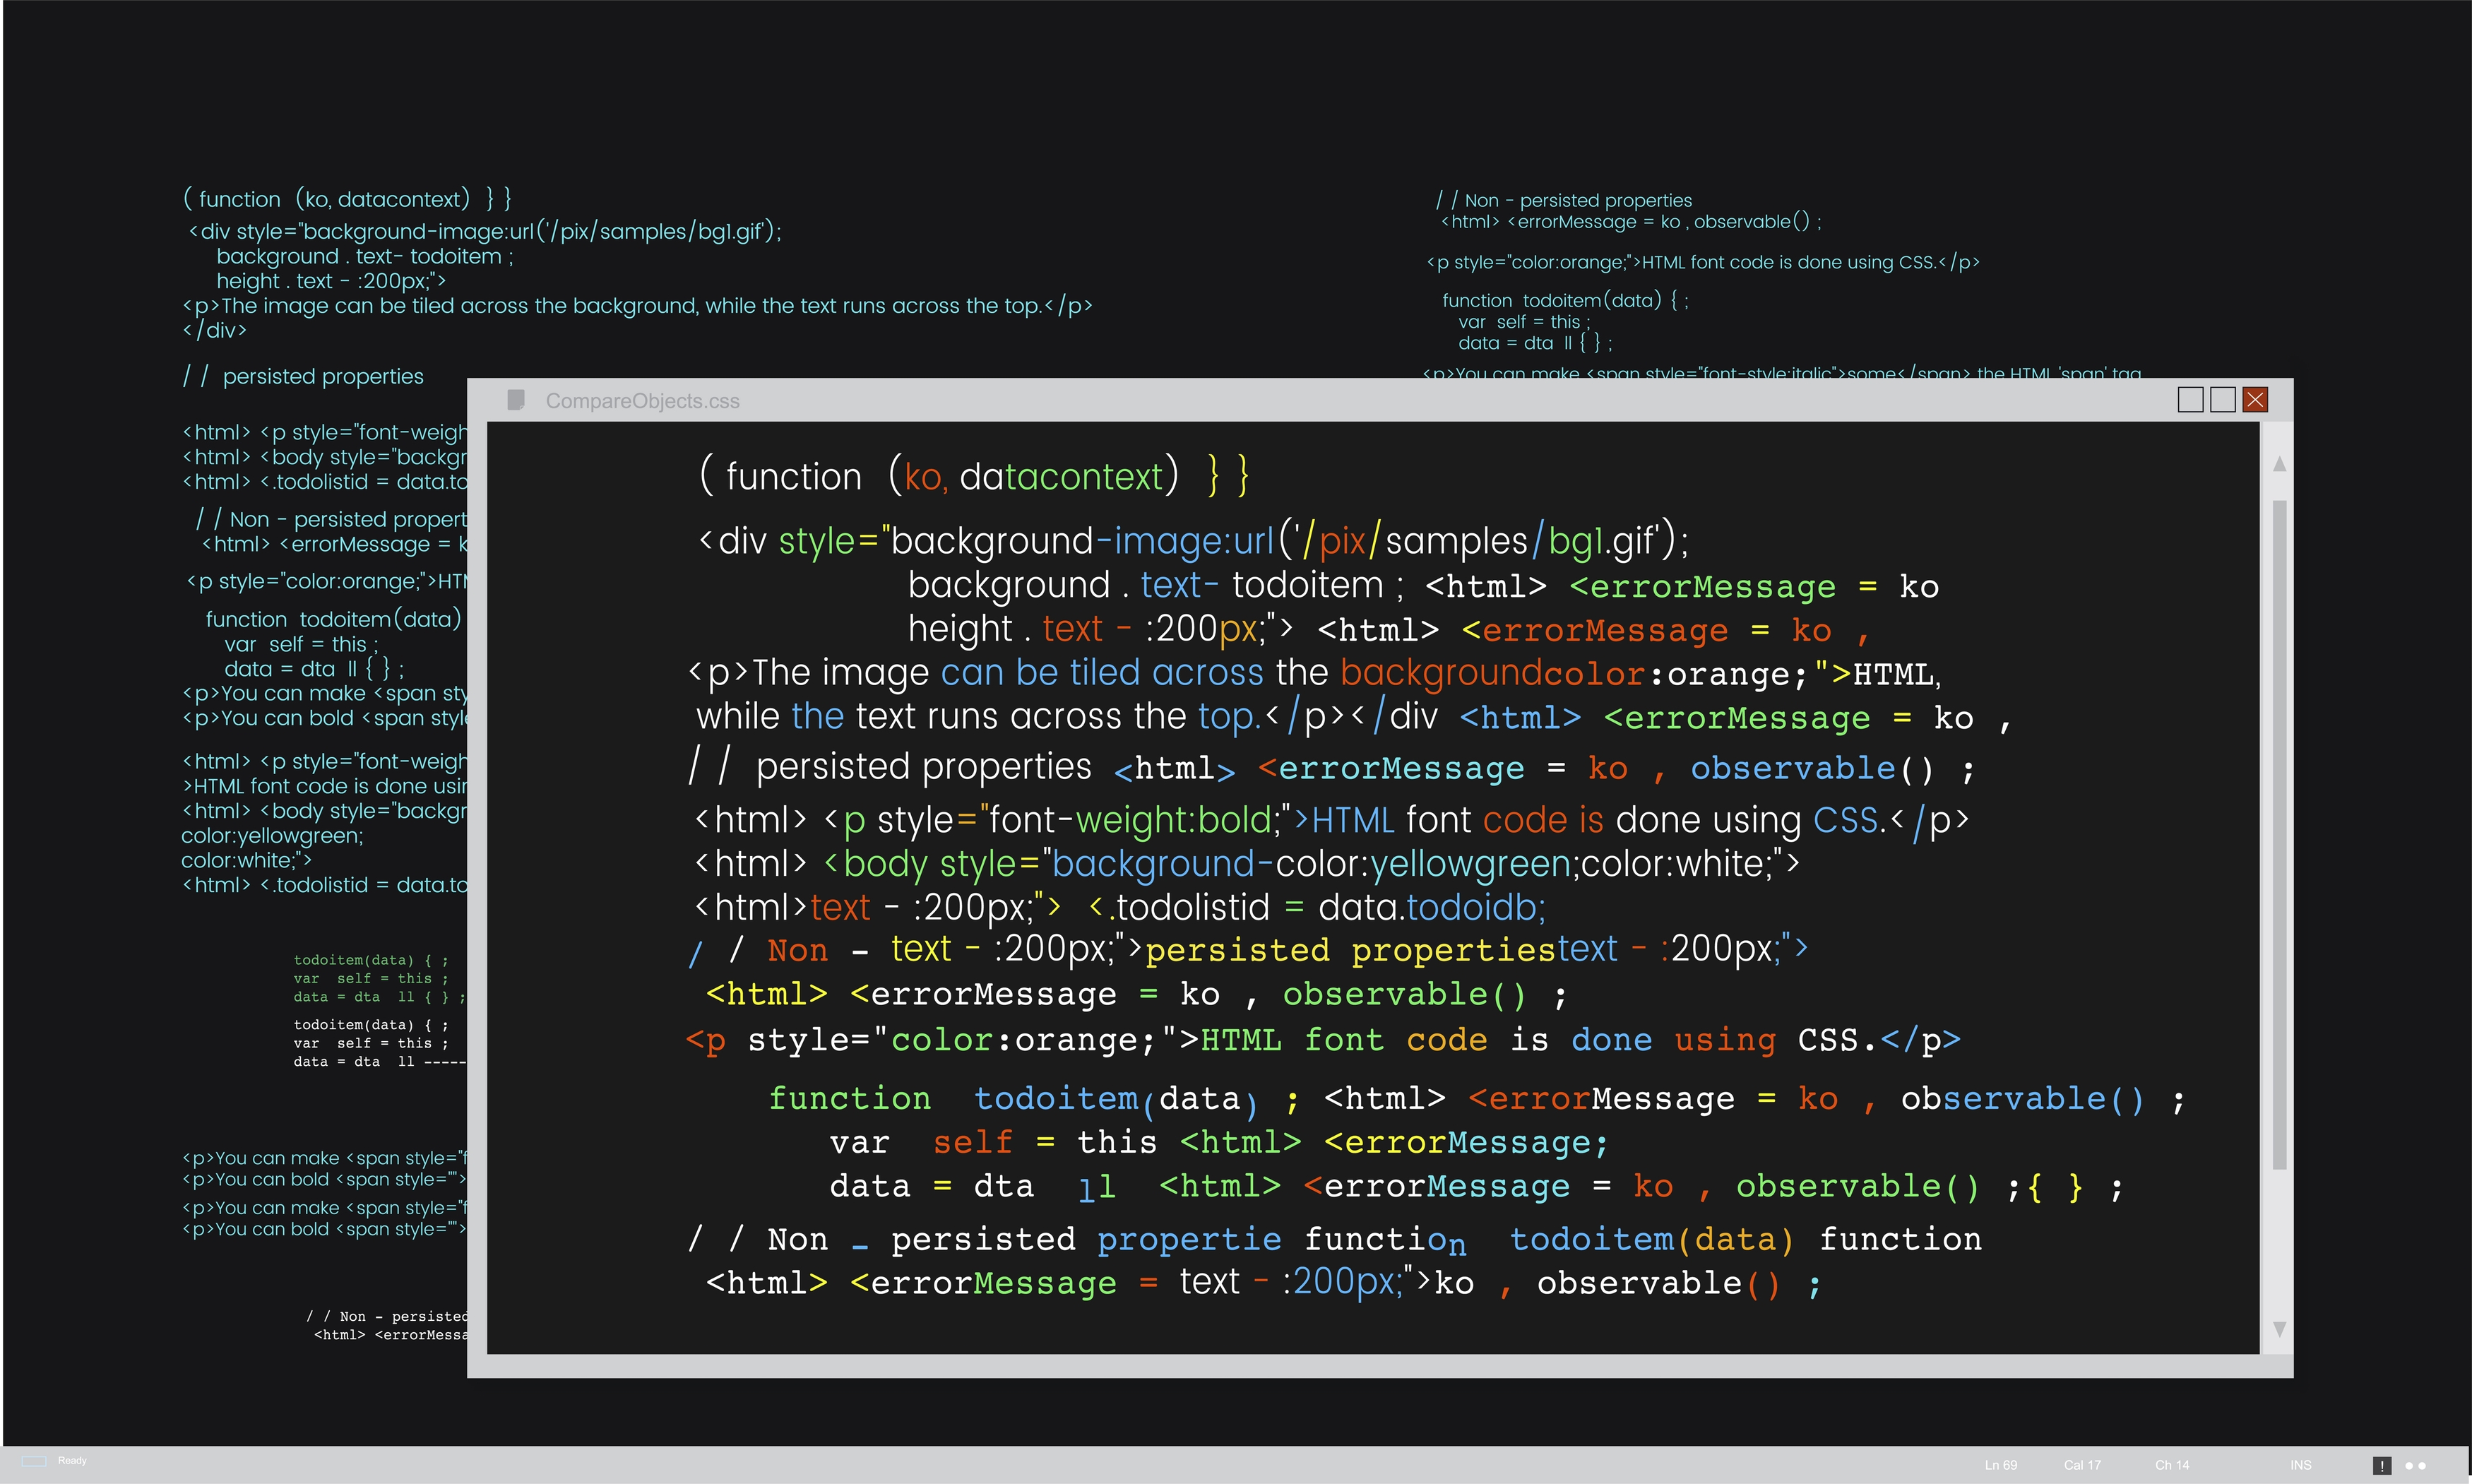 ( function (ko, datacontext) } }
<div style="background-image:url('/pix/samples/bg1.gif');
background . text- todoitem ;
height . text - :200px;">
<p>The image can be tiled across the background, while the text runs across the top.</p>
</div>
/ / persisted properties
<html> <p style="font-weigh
<html> <body style="backgr
<html> <.todolistid = data.to
/ / Non - persisted propert
<html> <errorMessage = k
<p style="color:orange;">HTM
function todoitem(data)
var self = this ;
data = dta ll { } ;
<p>You can make <span sty
<p>You can bold <span style
<html> <p style="font-weigh
>HTML font code is done usin
<html> <body style="backgr
color:yellowgreen;
color:white;">
<html> <.todolistid = data.to
todoitem(data) { ;
var self = this ;
data = dta ll { } ;
todoitem(data) { ;
var self = this ;
data = dta ll -----
<p>You can make <span style="f
<p>You can bold <span style="">
<p>You can make <span style="f
<p>You can bold <span style="">
/ / Non - persisted
<html> <errorMessa
/ / Non - persisted properties
<html> <errorMessage = ko , observable() ;
<p style="color:orange;">HTML font code is done using CSS.</p>
function todoitem(data) { ;
var self = this ;
data = dta ll { } ;
<p>You can make <span style="font-style:italic">some</span> the HTML 'span' tag
CompareObjects.css
( function (ko, datacontext) } }
<div style="background-image:url('/pix/samples/bg1.gif');
background . text- todoitem ; <html> <errorMessage = ko
height . text - :200px;"> <html> <errorMessage = ko ,
<p>The image can be tiled across the backgroundcolor:orange;">HTML,
while the text runs across the top.</p></div <html> <errorMessage = ko ,
/ / persisted properties <html> <errorMessage = ko , observable() ;
<html> <p style="font-weight:bold;">HTML font code is done using CSS.</p>
<html> <body style="background-color:yellowgreen;color:white;">
<html>text - :200px;"> <.todolistid = data.todoidb;
/ / Non - text - :200px;">persisted propertiestext - :200px;">
<html> <errorMessage = ko , observable() ;
<p style="color:orange;">HTML font code is done using CSS.</p>
function todoitem(data) ; <html> <errorMessage = ko , observable() ;
var self = this <html> <errorMessage;
data = dta ll <html> <errorMessage = ko , observable() ;{ } ;
/ / Non - persisted propertie function todoitem(data) function
<html> <errorMessage = text - :200px;">ko , observable() ;
Ready
Ln 69 Cal 17 Ch 14 INS !